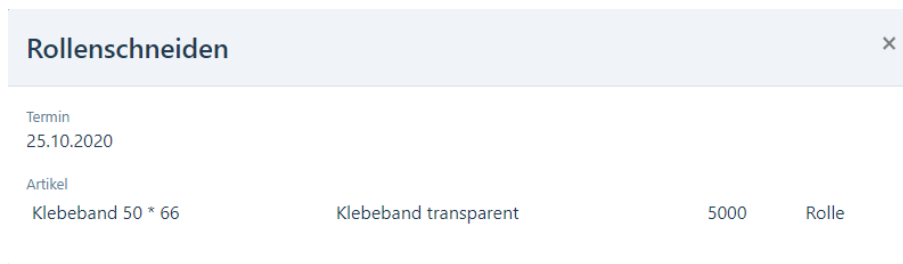 Rollenschneiden ×
Termin
25.10.2020
Artikel
Klebeband 50 * 66 Klebeband transparent 5000 Rolle